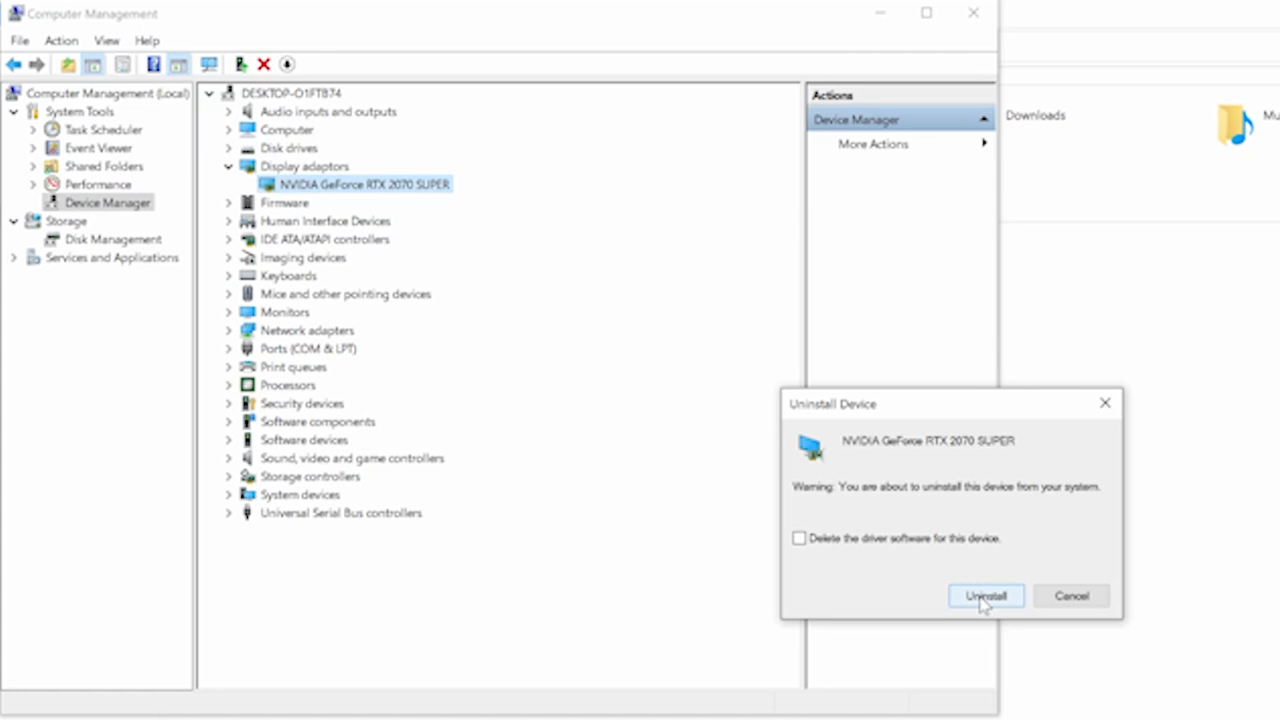 Computer Management
File Action View Help
Computer Management (Local)
System Tools
Task Scheduler
Event Viewer
Shared Folders
Performance
Device Manager
Storage
Disk Management
Services and Applications
DESKTOP-O1FTB74
Audio inputs and outputs
Computer
Disk drives
Display adaptors
NVIDIA GeForce RTX 2070 SUPER
Firmware
Human Interface Devices
IDE ATA/ATAPI controllers
Imaging devices
Keyboards
Mice and other pointing devices
Monitors
Network adapters
Ports (COM & LPT)
Print queues
Processors
Security devices
Software components
Software devices
Sound, video and game controllers
Storage controllers
System devices
Universal Serial Bus controllers
Actions
Device Manager
More Actions
Downloads
Mu
Uninstall Device
NVIDIA GeForce RTX 2070 SUPER
Warning: You are about to uninstall this device from your system.
Delete the driver software for this device.
Uninstall Cancel